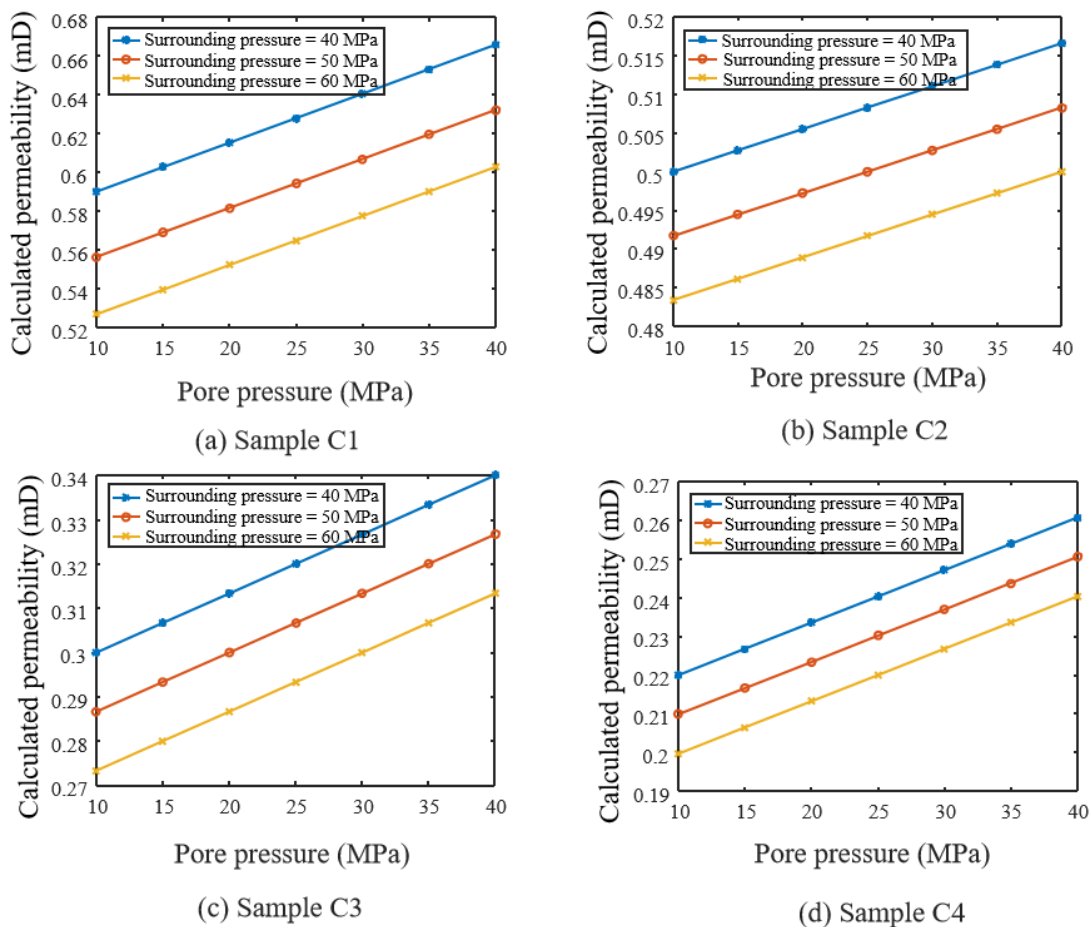 Calculated permeability (mD)
0.68
0.66
0.64
0.62
0.6
0.58
0.56
0.54
0.52
Surrounding pressure = 40 MPa
Surrounding pressure = 50 MPa
Surrounding pressure = 60 MPa
10 15 20 25 30 35 40
Pore pressure (MPa)
(a) Sample C1
Calculated permeability (mD)
0.52
0.515
0.51
0.505
0.5
0.495
0.49
0.485
0.48
Surrounding pressure = 40 MPa
Surrounding pressure = 50 MPa
Surrounding pressure = 60 MPa
10 15 20 25 30 35 40
Pore pressure (MPa)
(b) Sample C2
Calculated permeability (mD)
0.34
0.33
0.32
0.31
0.3
0.29
0.28
0.27
Surrounding pressure = 40 MPa
Surrounding pressure = 50 MPa
Surrounding pressure = 60 MPa
10 15 20 25 30 35 40
Pore pressure (MPa)
(c) Sample C3
Calculated permeability (mD)
0.27
0.26
0.25
0.24
0.23
0.22
0.21
0.2
0.19
Surrounding pressure = 40 MPa
Surrounding pressure = 50 MPa
Surrounding pressure = 60 MPa
10 15 20 25 30 35 40
Pore pressure (MPa)
(d) Sample C4